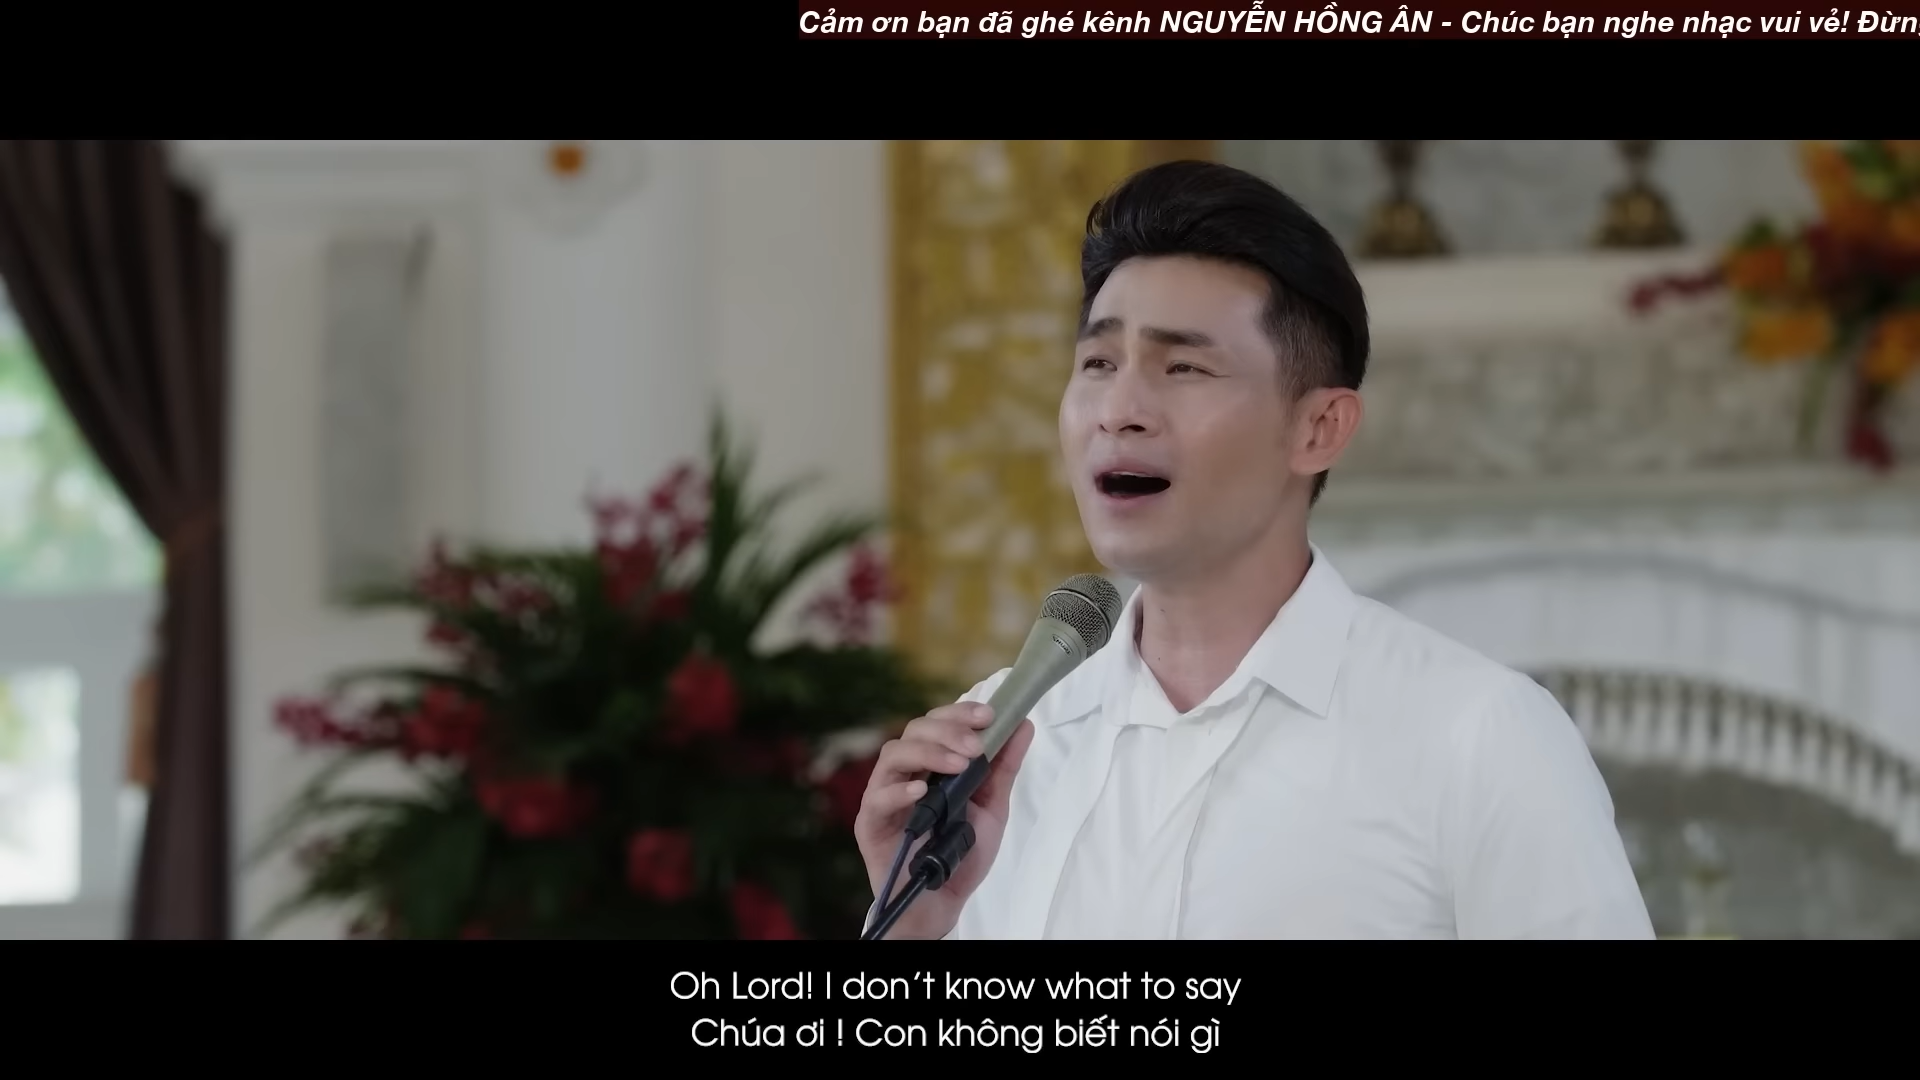 Cảm ơn bạn đã ghé kênh NGUYỄN HỒNG ÂN - Chúc bạn nghe nhạc vui vẻ! Đừng
Oh Lord! I don't know what to say
Chúa ơi ! Con không biết nói gì